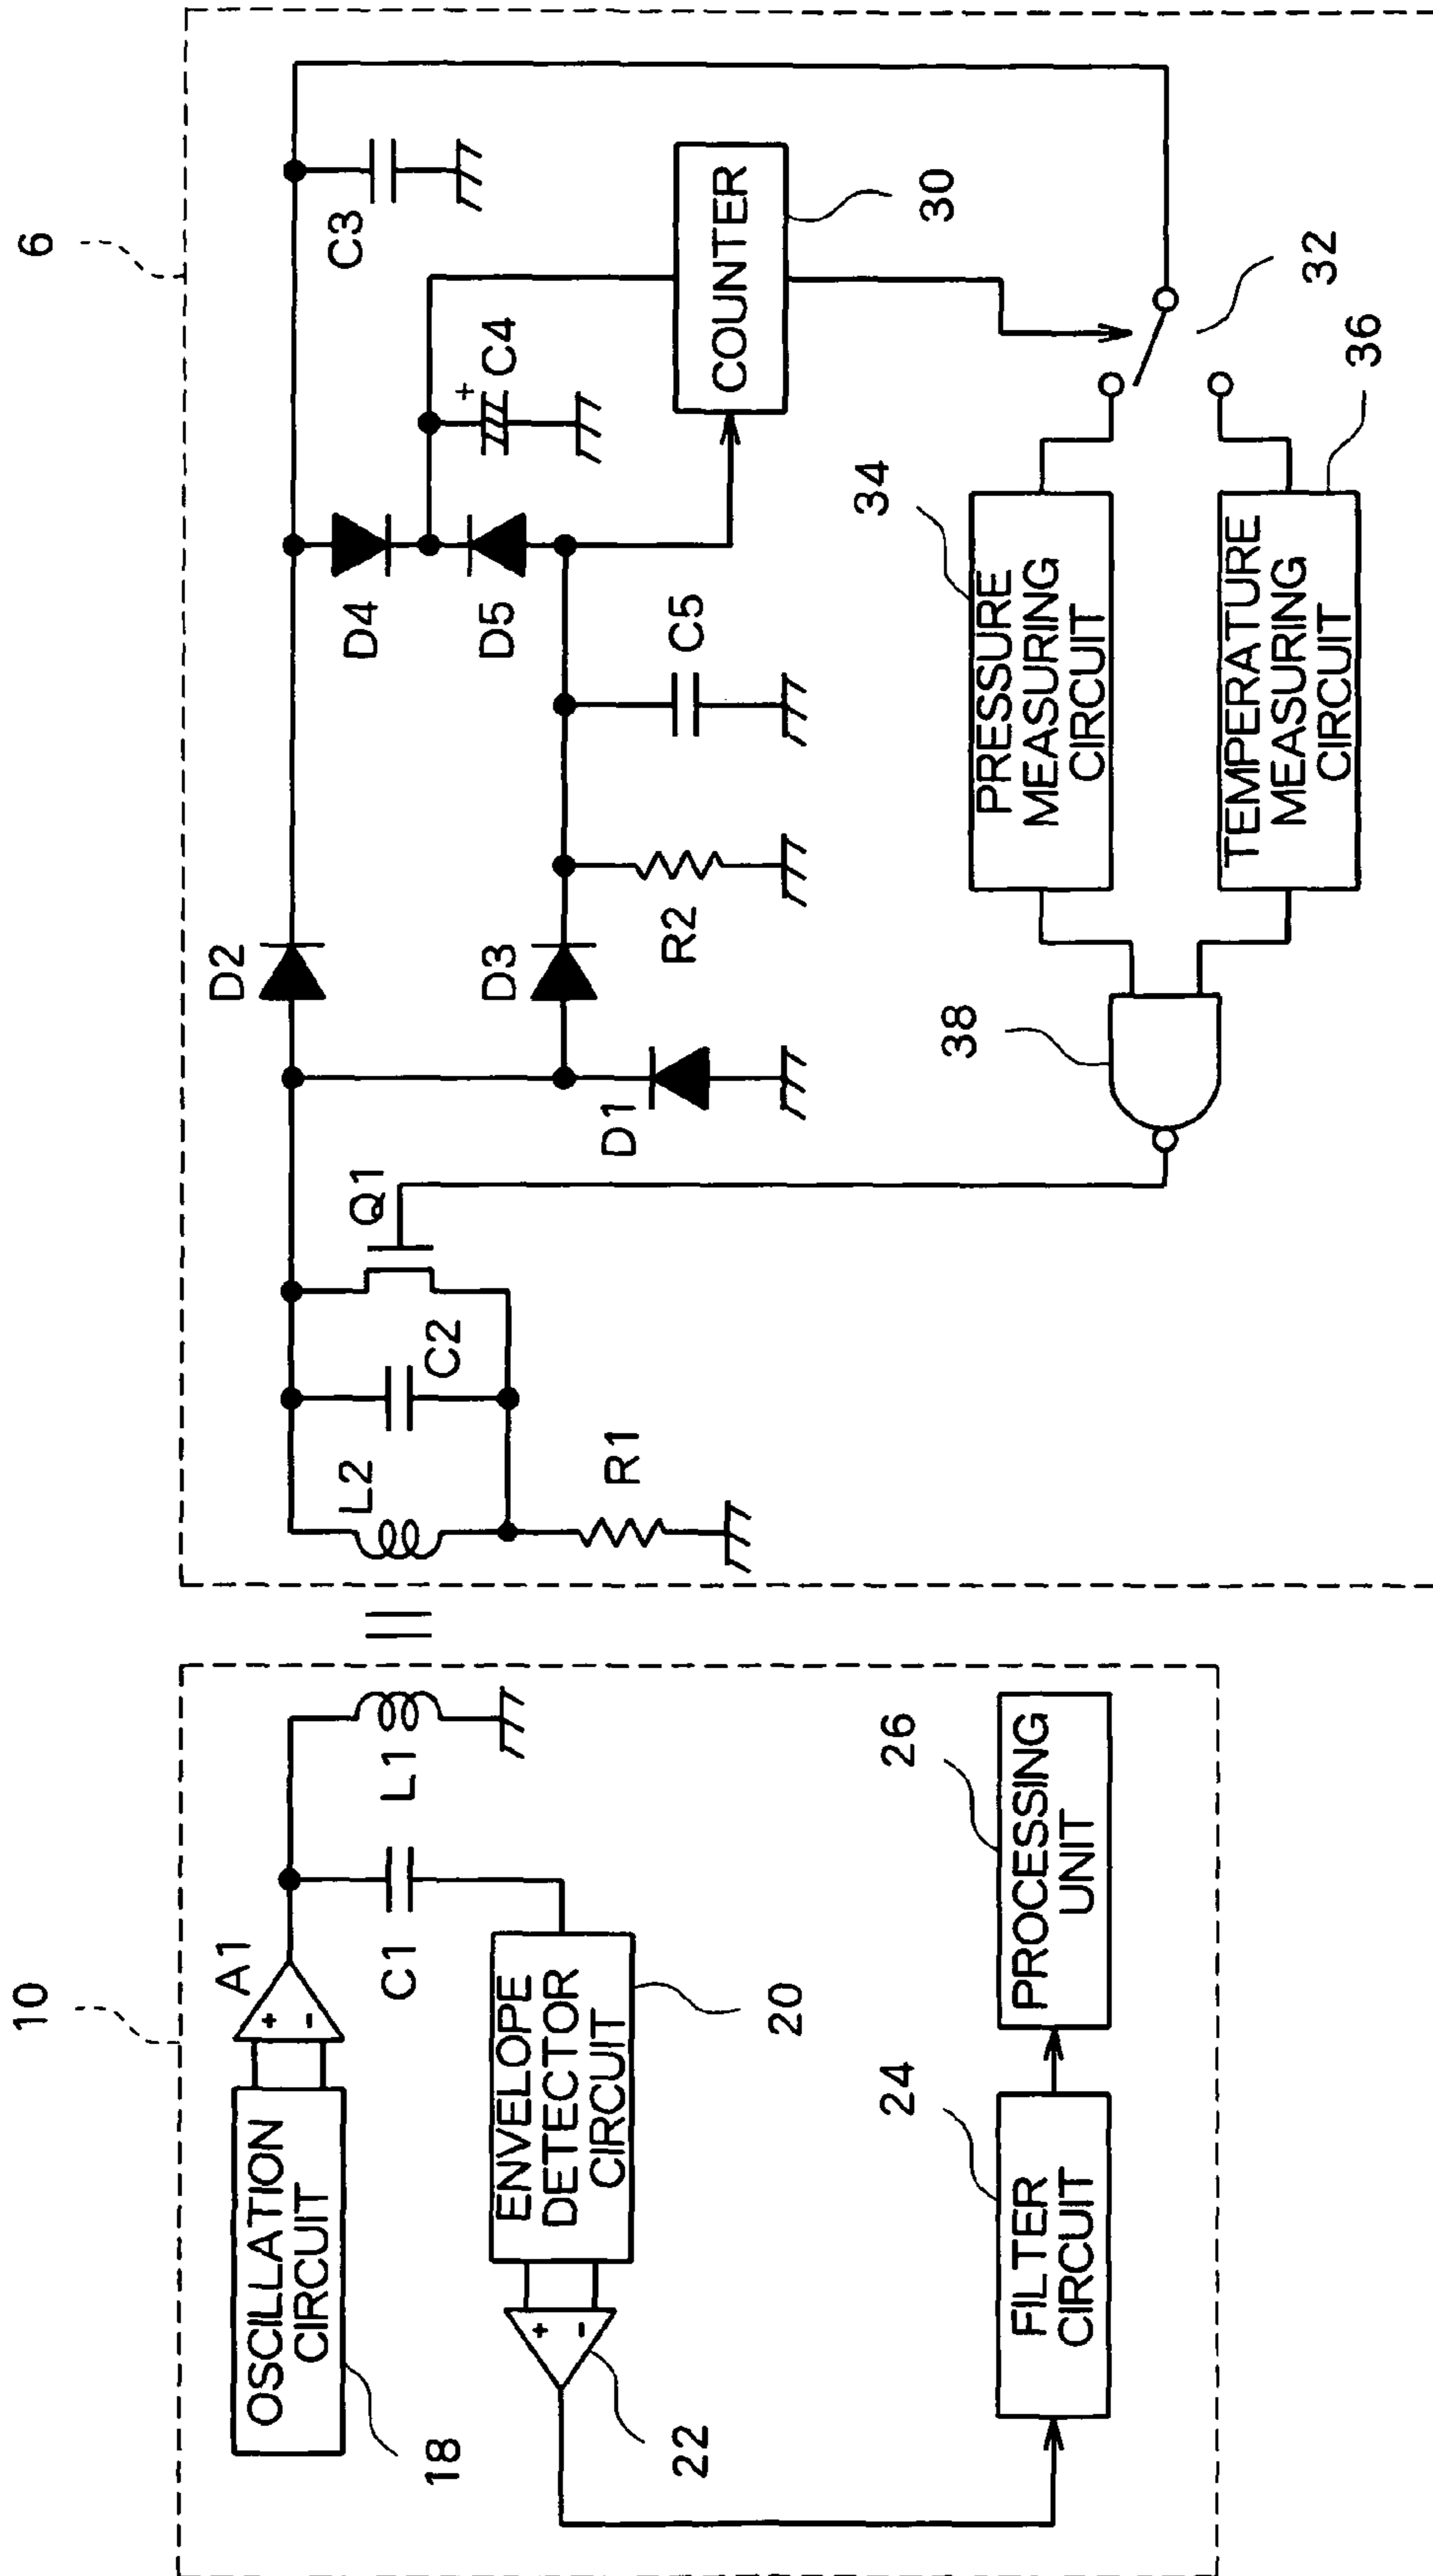 10
OSCILLATION
CIRCUIT
18
A1
+
-
C1
L1
ENVELOPE
DETECTOR
CIRCUIT
20
+
-
22
FILTER
CIRCUIT
24
PROCESSING
UNIT
26
6
L2
C2
Q1
R1
D2
D3
D1
R2
C5
D4
D5
C4
+
C3
COUNTER
30
32
PRESSURE
MEASURING
CIRCUIT
34
TEMPERATURE
MEASURING
CIRCUIT
36
38